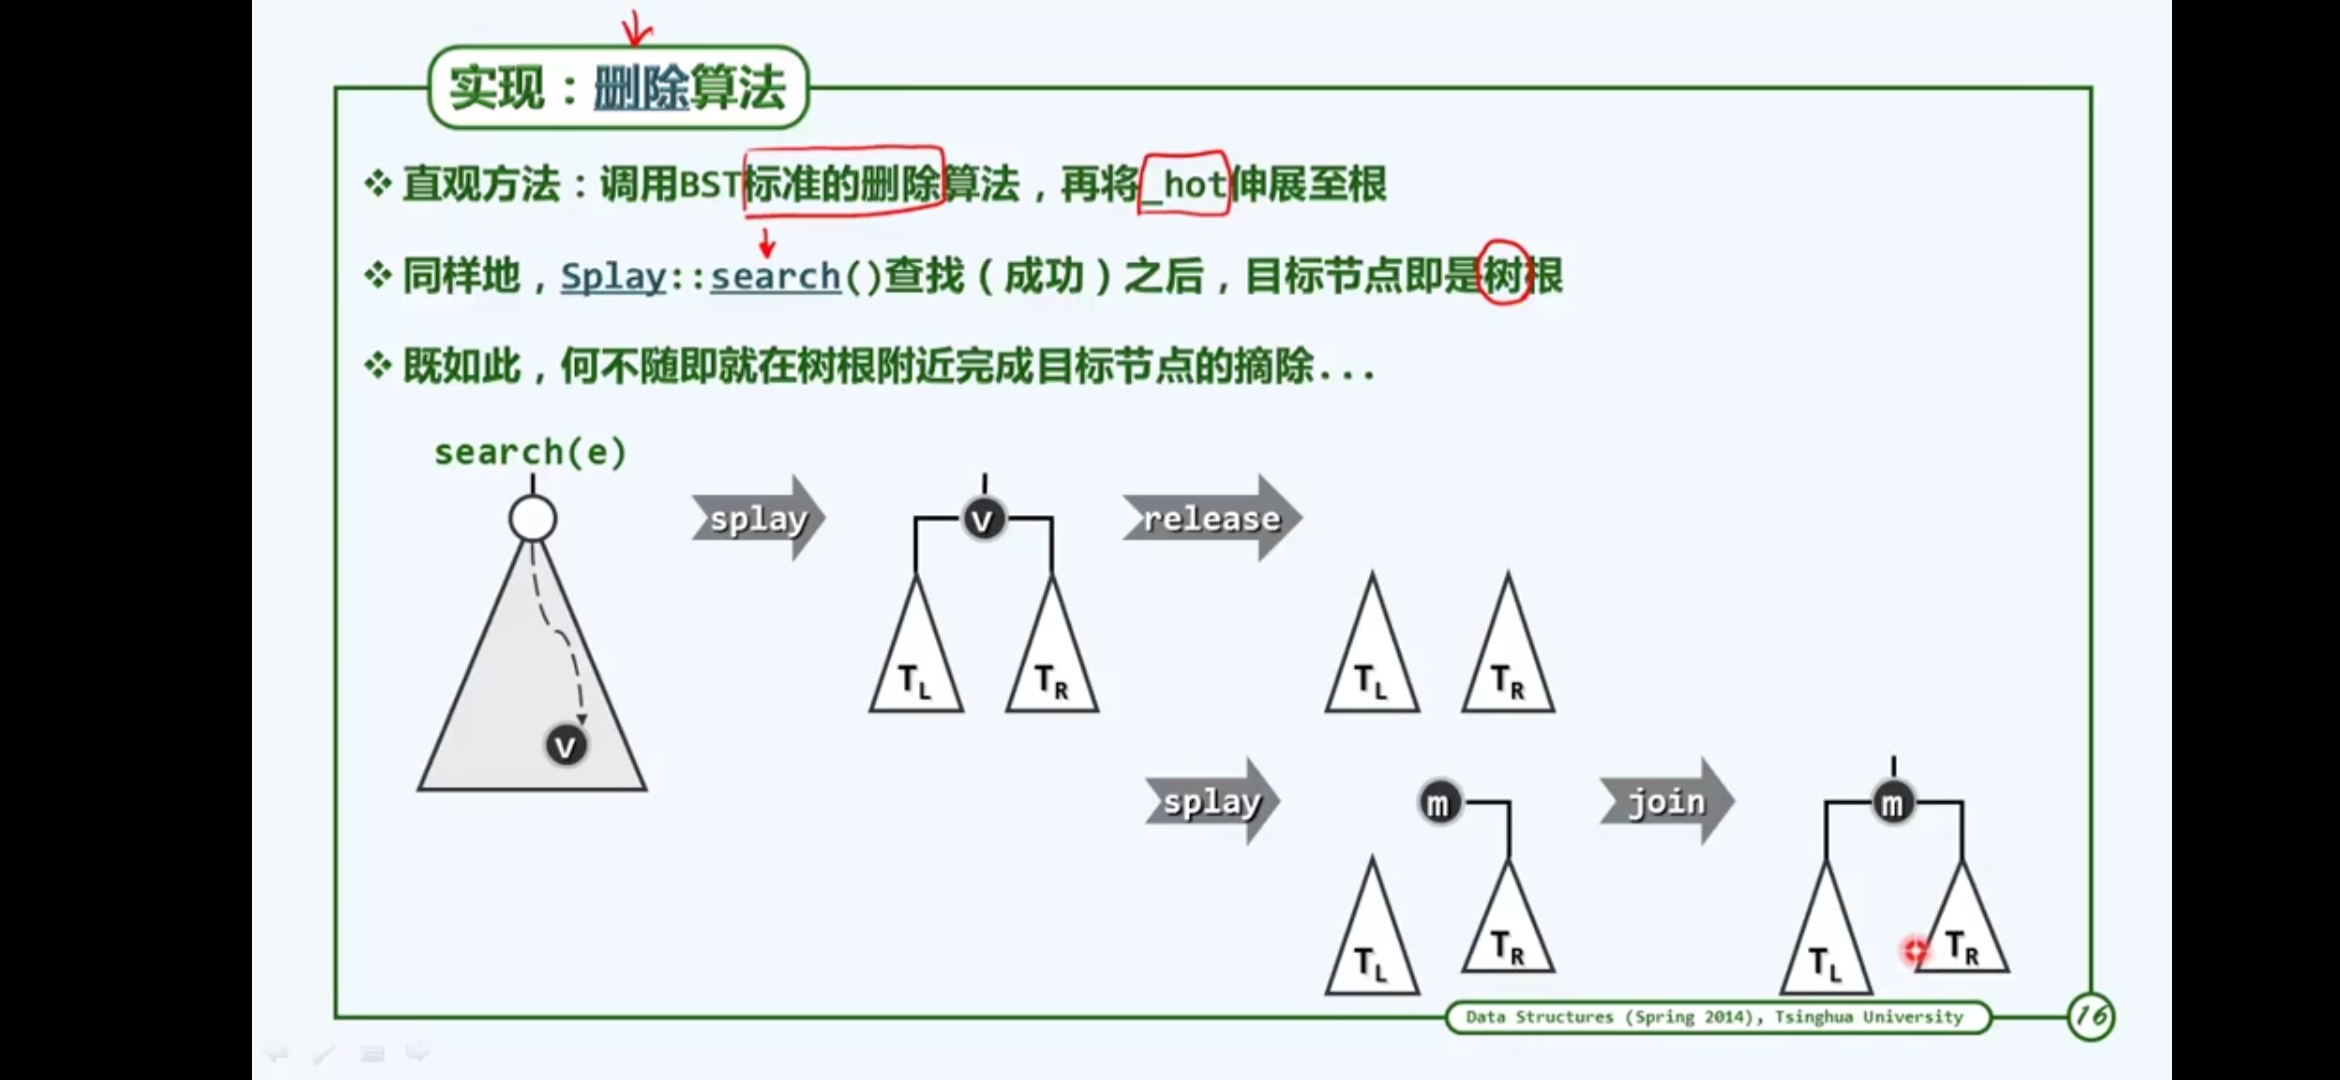 实现：删除算法
❖ 直观方法：调用BST标准的删除算法，再将_hot伸展至根
❖ 同样地，Splay::search()查找（成功）之后，目标节点即是树根
❖ 既如此，何不随即就在树根附近完成目标节点的摘除...
search(e)
splay
v
release
T_L
T_R
T_L
T_R
v
splay
m
join
m
T_L
T_R
T_L
T_R
Data Structures (Spring 2014), Tsinghua University
16